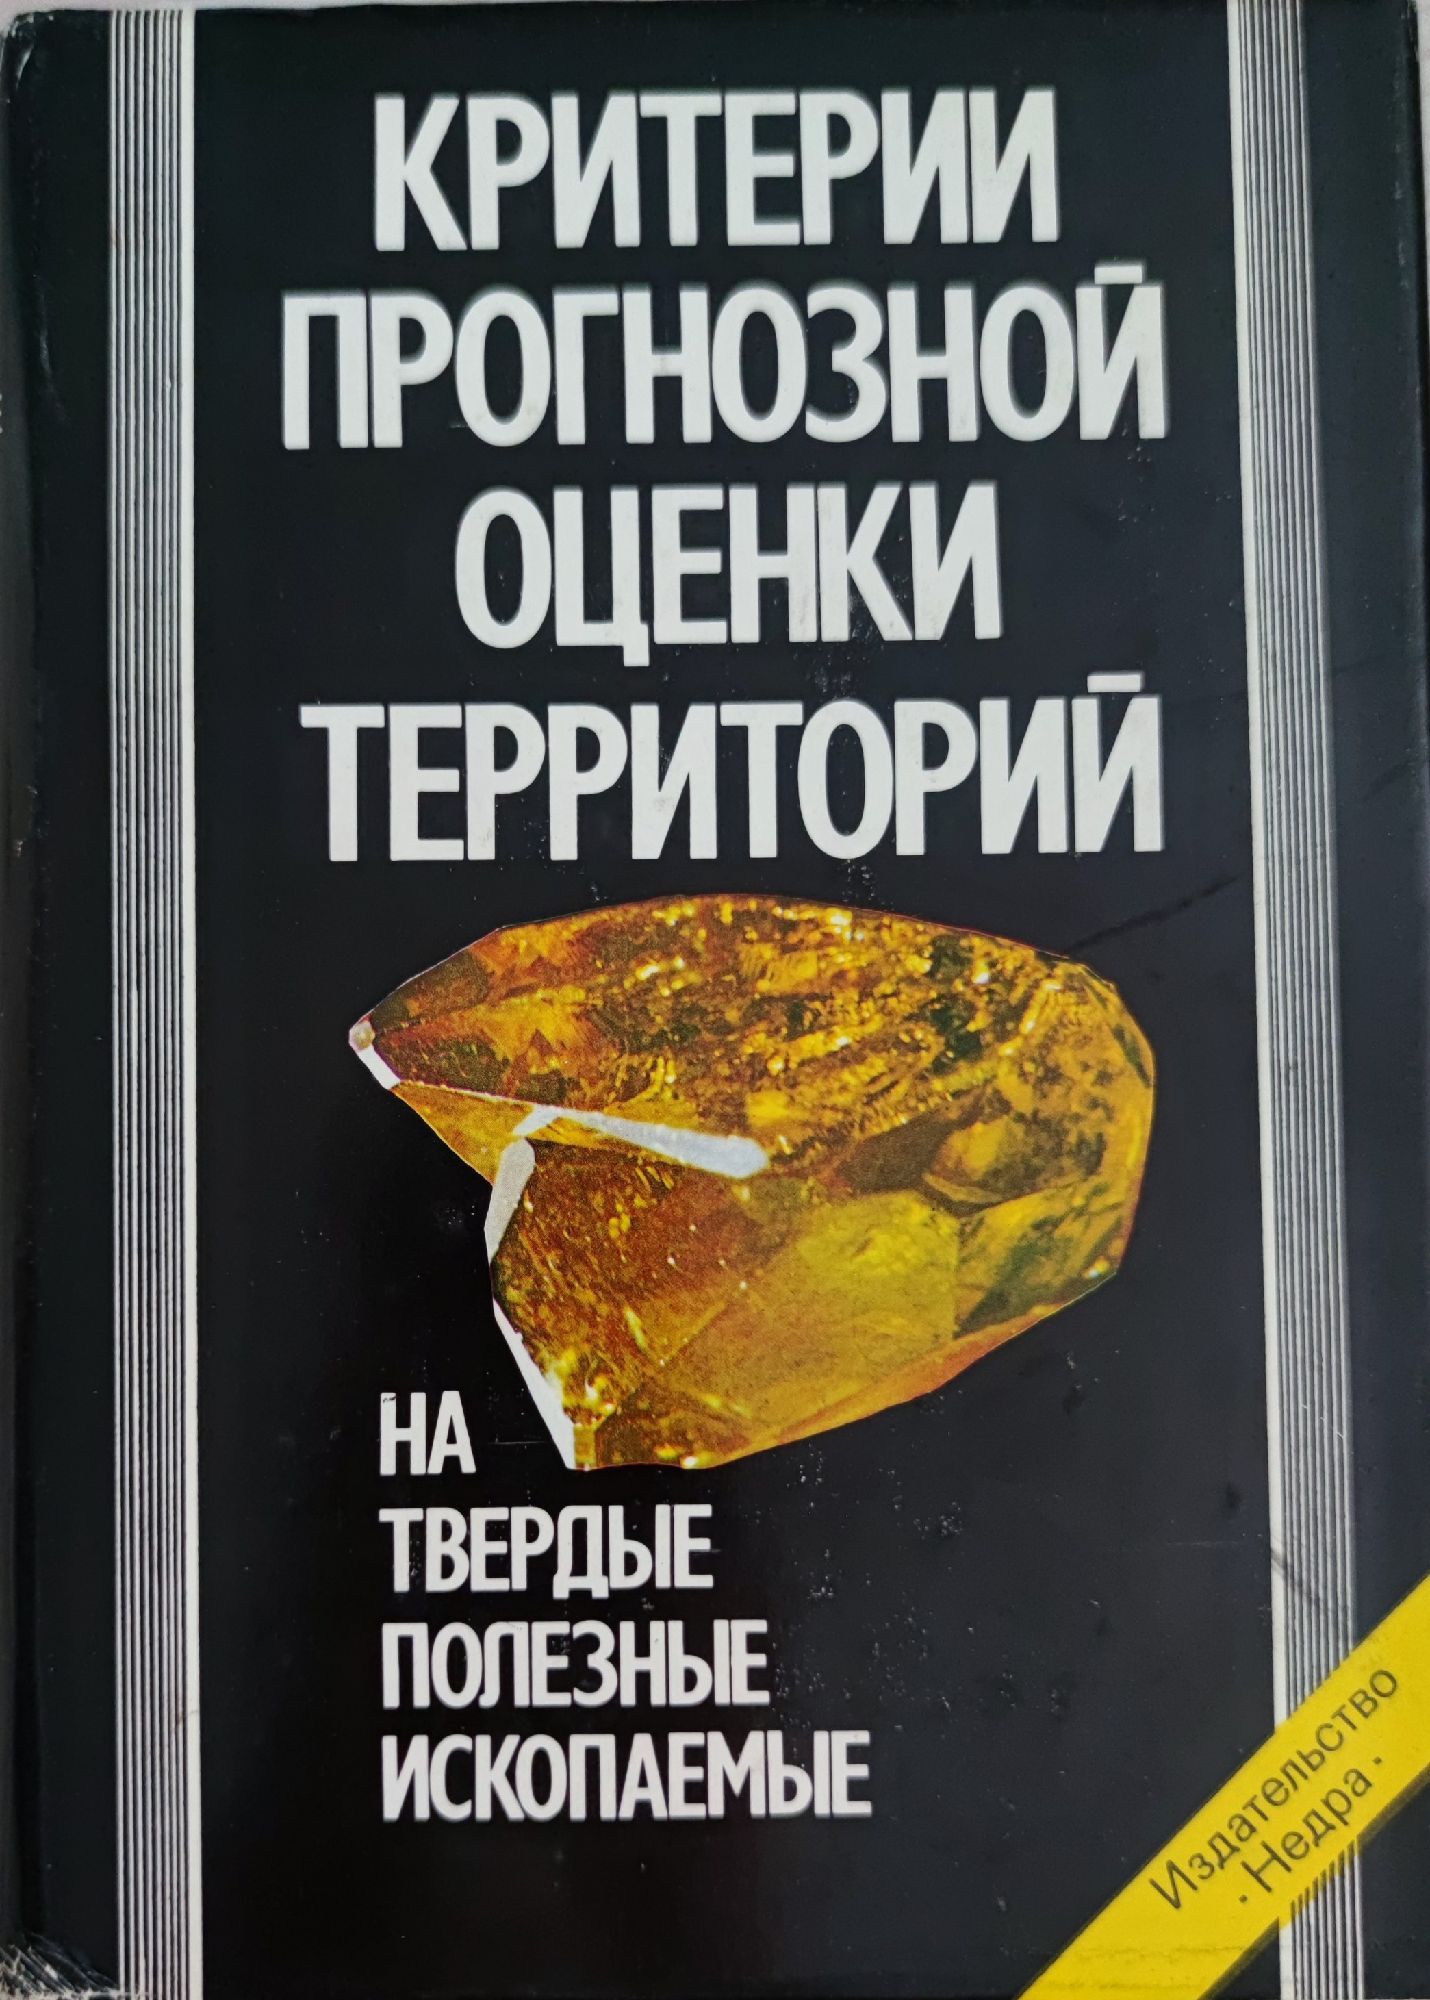 КРИТЕРИИ
ПРОГНОЗНОЙ
ОЦЕНКИ
ТЕРРИТОРИЙ
НА
ТВЕРДЫЕ
ПОЛЕЗНЫЕ
ИСКОПАЕМЫЕ
Издательство
·Недра·